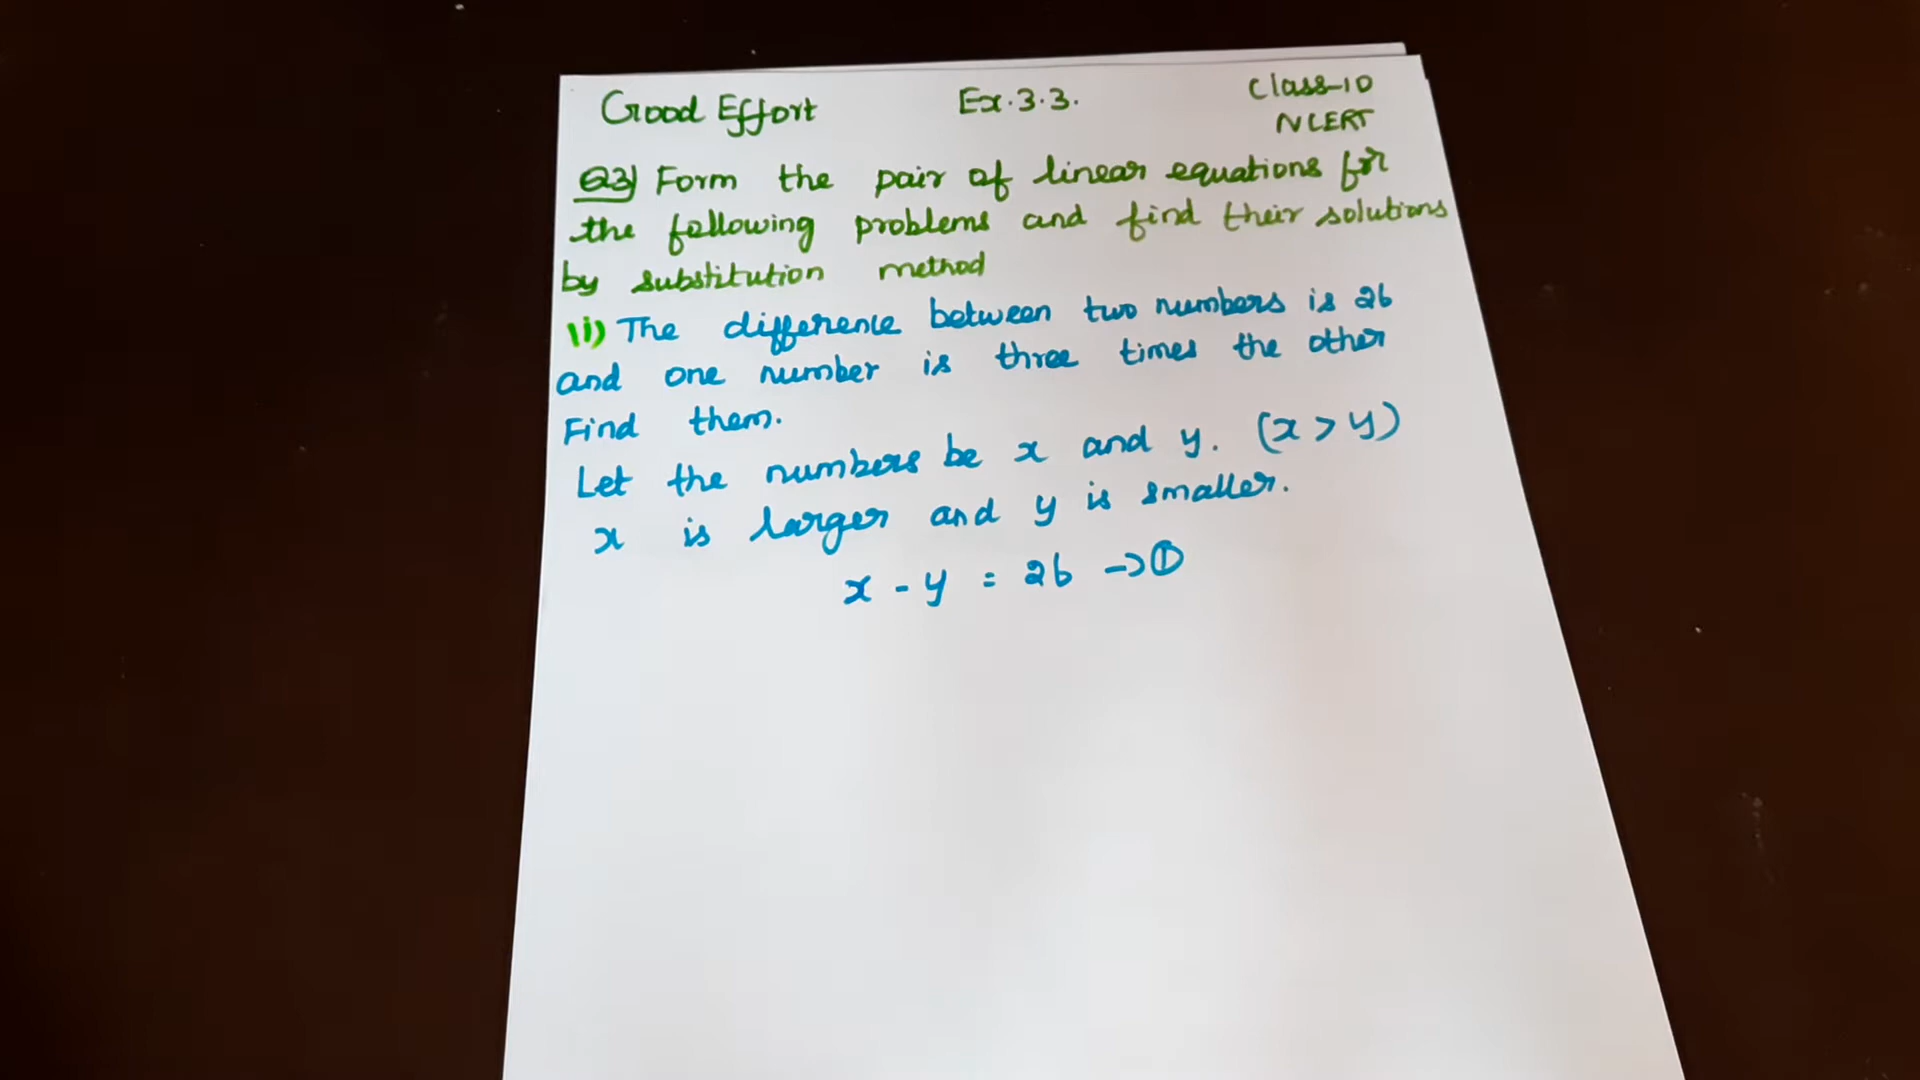 Good Effort Ex.3.3. Class-10
NCERT
Q3) Form the pair of linear equations for
the following problems and find their solutions
by substitution method
(i) The difference between two numbers is 26
and one number is three times the other
Find them.
Let the numbers be x and y. (x > y)
x is larger and y is smaller.
x - y = 26 → ①